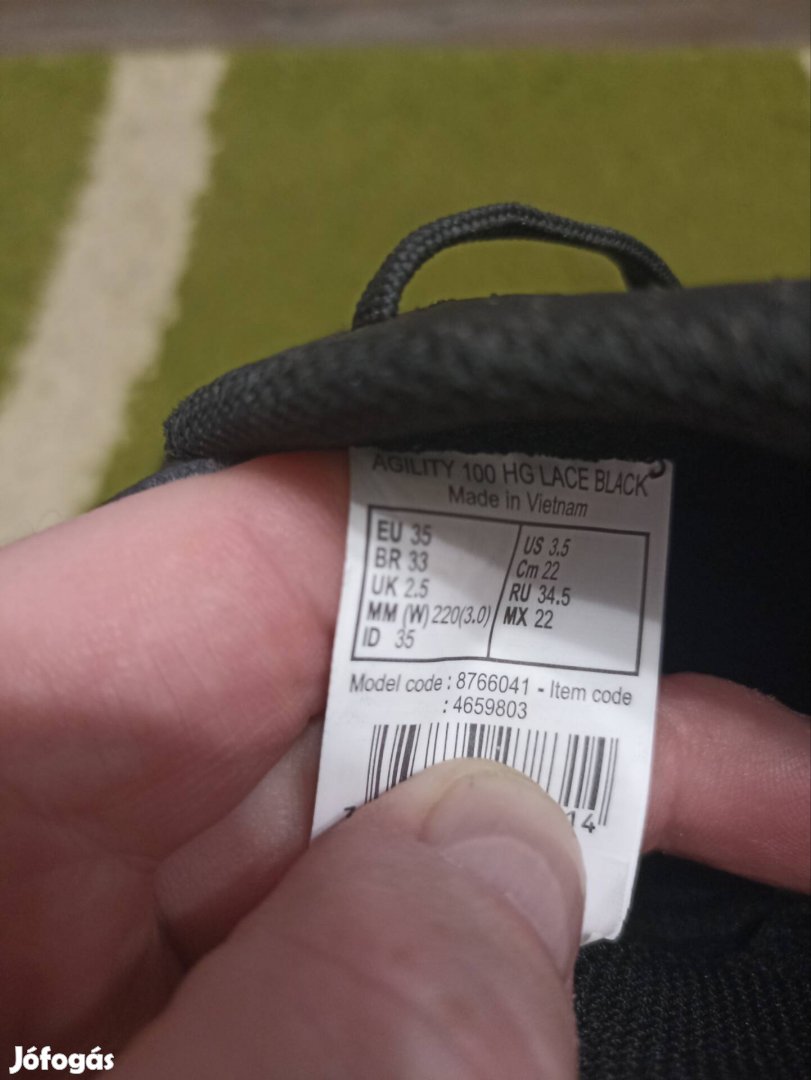 AGILITY 100 HG LACE BLACK
Made in Vietnam
EU 35
BR 33
UK 2.5
MM (W) 220(3.0)
ID 35
US 3.5
Cm 22
RU 34.5
MX 22
Model code : 8766041 - Item code
: 4659803
14
Jófogás